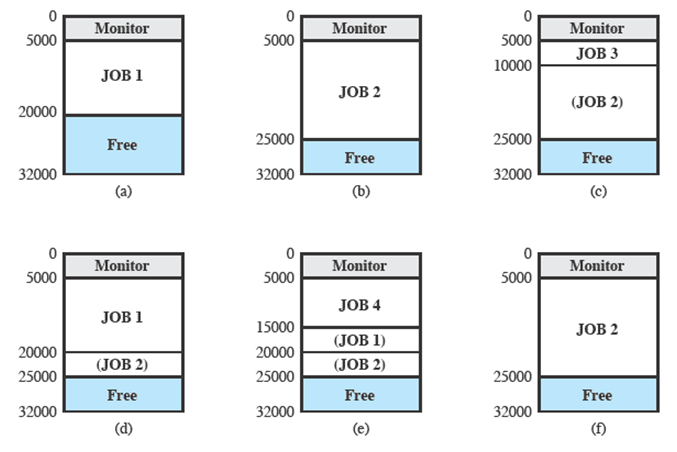 0
Monitor
5000
JOB 1
20000
Free
32000
(a)
0
Monitor
5000
JOB 2
25000
Free
32000
(b)
0
Monitor
5000
JOB 3
10000
(JOB 2)
25000
Free
32000
(c)
0
Monitor
5000
JOB 1
20000
(JOB 2)
25000
Free
32000
(d)
0
Monitor
5000
JOB 4
15000
(JOB 1)
20000
(JOB 2)
25000
Free
32000
(e)
0
Monitor
5000
JOB 2
25000
Free
32000
(f)